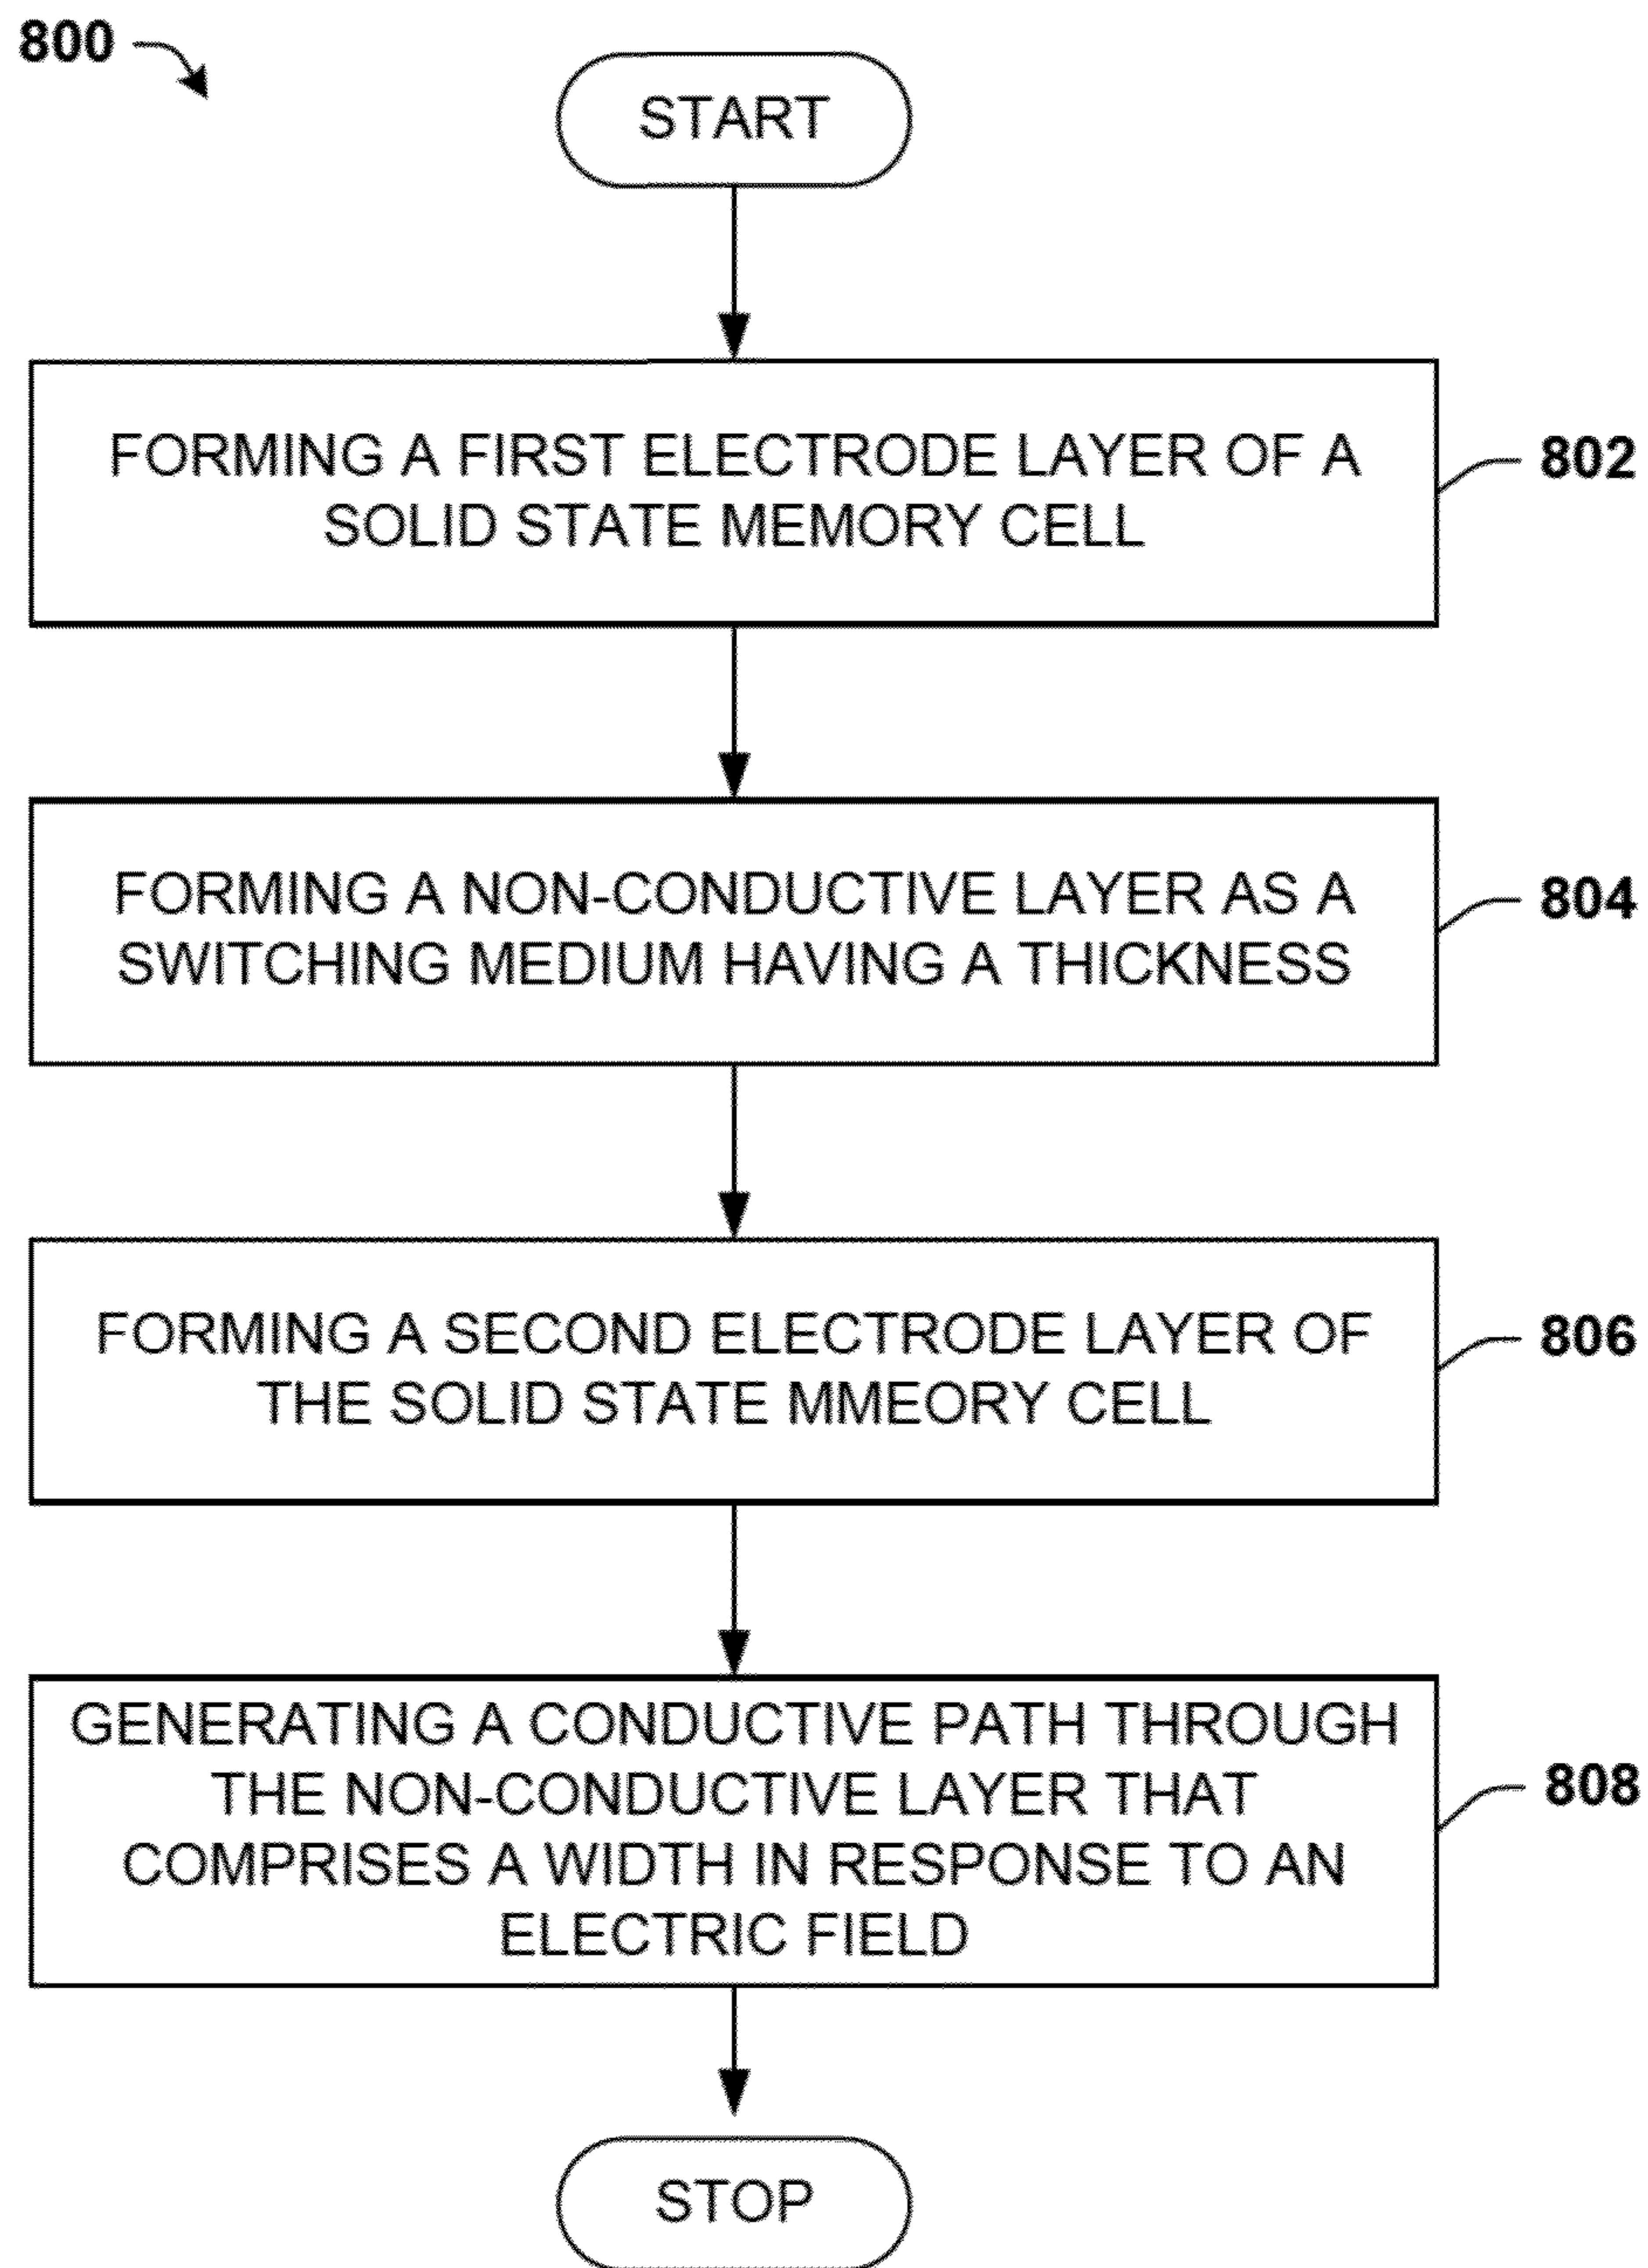 800
START
FORMING A FIRST ELECTRODE LAYER OF A
SOLID STATE MEMORY CELL
802
FORMING A NON-CONDUCTIVE LAYER AS A
SWITCHING MEDIUM HAVING A THICKNESS
804
FORMING A SECOND ELECTRODE LAYER OF
THE SOLID STATE MMEORY CELL
806
GENERATING A CONDUCTIVE PATH THROUGH
THE NON-CONDUCTIVE LAYER THAT
COMPRISES A WIDTH IN RESPONSE TO AN
ELECTRIC FIELD
808
STOP